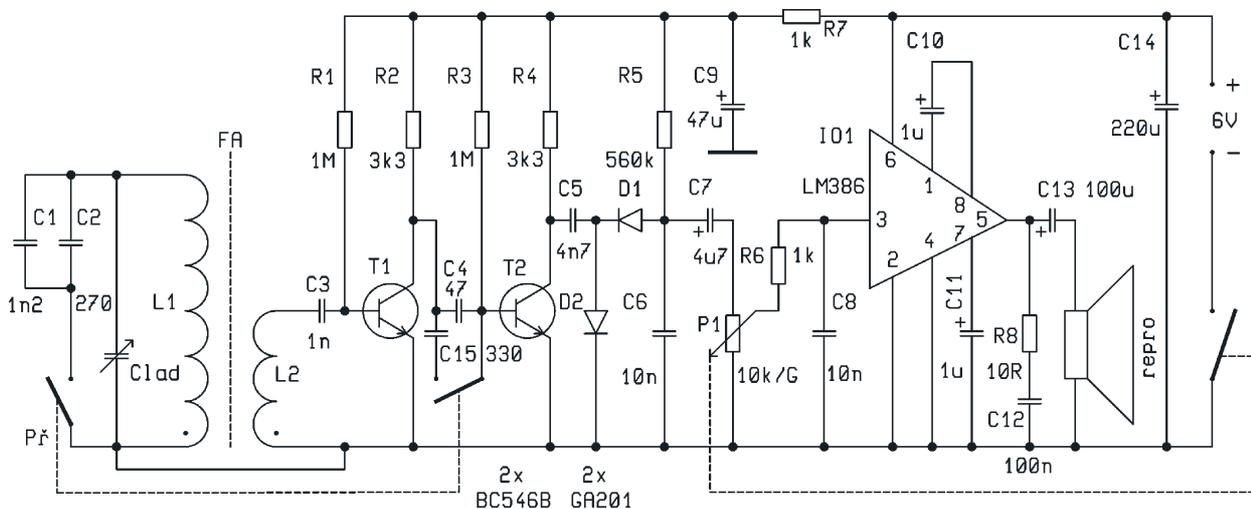 R1
R2
R3
R4
R5
C9
1k
R7
C10
C14
+
+
+
+
6V
−
FA
1M
3k3
1M
3k3
560k
47u
IO1
1u
220u
LM386
6
1
8
3
5
7
2
4
C1
C2
C5
4n7
D1
C7
+
4u7
R6
1k
C13
100u
+
1n2
270
L1
C3
1n
T1
C4
47
T2
D2
C6
P1
C8
C11
+
R8
repro
Clad
L2
C15
330
10n
10k/G
10n
1u
10R
Př
C12
100n
2x
BC546B
2x
GA201